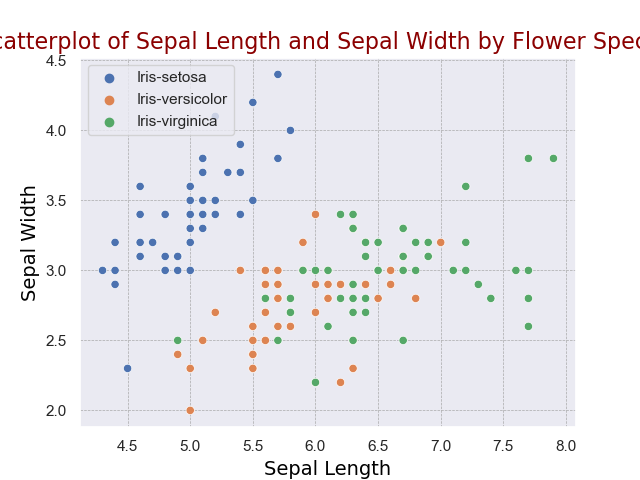 catterplot of Sepal Length and Sepal Width by Flower Spec
Iris-setosa
Iris-versicolor
Iris-virginica
4.5
4.0
3.5
3.0
2.5
2.0
Sepal Width
4.5 5.0 5.5 6.0 6.5 7.0 7.5 8.0
Sepal Length